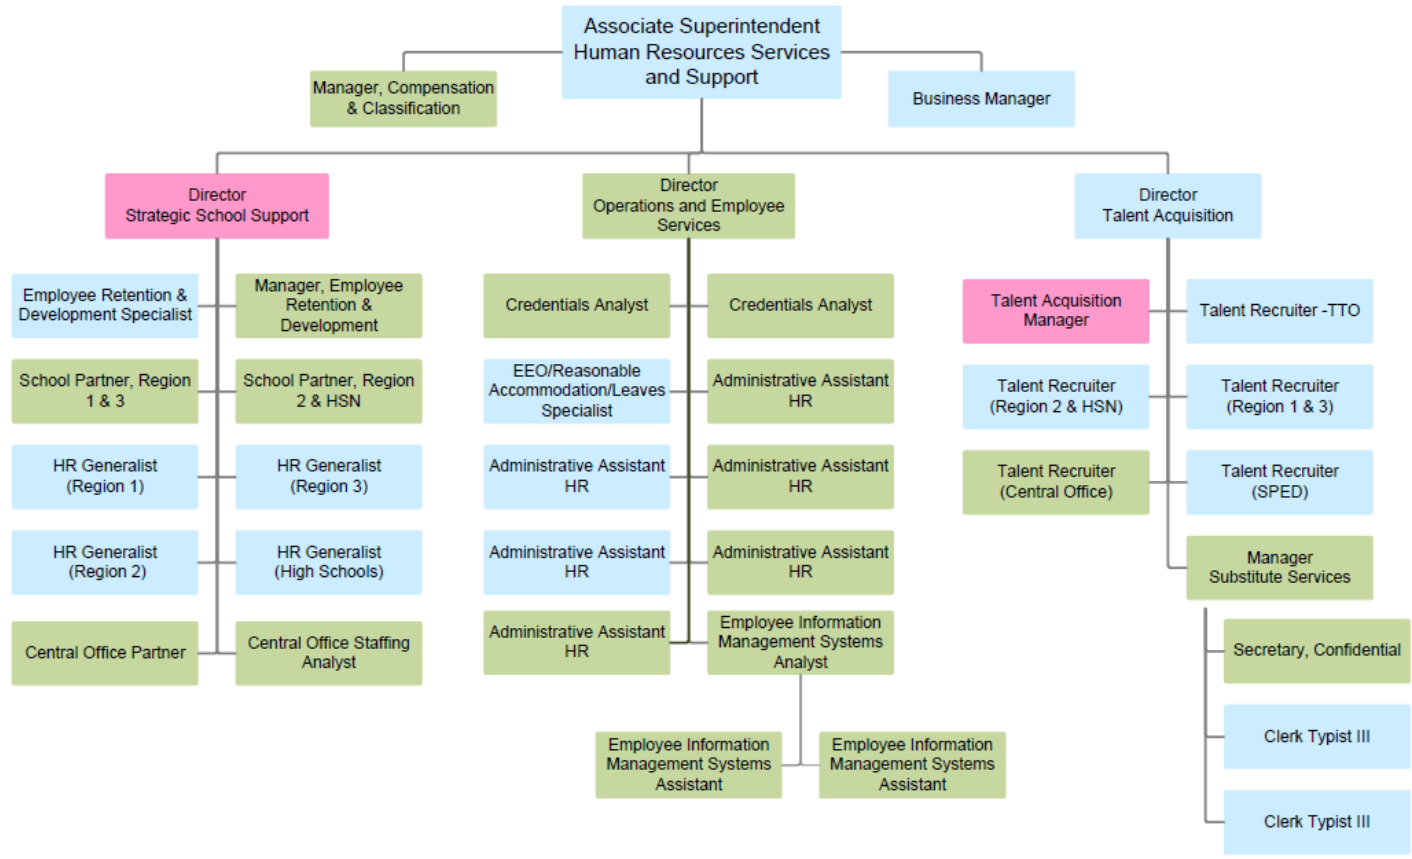 Associate Superintendent
Human Resources Services
and Support
Manager, Compensation
& Classification
Business Manager
Director
Strategic School Support
Director
Operations and Employee
Services
Director
Talent Acquisition
Employee Retention &
Development Specialist
Manager, Employee
Retention &
Development
School Partner, Region
1 & 3
School Partner, Region
2 & HSN
HR Generalist
(Region 1)
HR Generalist
(Region 3)
HR Generalist
(Region 2)
HR Generalist
(High Schools)
Central Office Partner
Central Office Staffing
Analyst
Credentials Analyst
Credentials Analyst
EEO/Reasonable
Accommodation/Leaves
Specialist
Administrative Assistant
HR
Administrative Assistant
HR
Administrative Assistant
HR
Administrative Assistant
HR
Administrative Assistant
HR
Administrative Assistant
HR
Employee Information
Management Systems
Analyst
Employee Information
Management Systems
Assistant
Employee Information
Management Systems
Assistant
Talent Acquisition
Manager
Talent Recruiter -TTO
Talent Recruiter
(Region 2 & HSN)
Talent Recruiter
(Region 1 & 3)
Talent Recruiter
(Central Office)
Talent Recruiter
(SPED)
Manager
Substitute Services
Secretary, Confidential
Clerk Typist III
Clerk Typist III